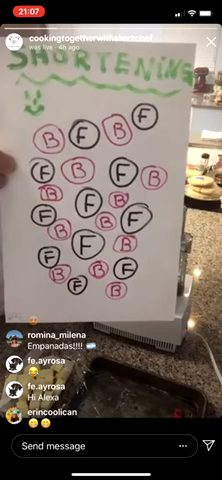 21:07
cookingtogetherwithalexchef
was live · 4h ago
SHORTENING
F
B F B
F B F B
B F B
F B F
F B
F B B F
F B
romina_milena
Empanadas!!!! 🇦🇷
fe.ayrosa
😂
fe.ayrosa
Hi Alexa
erincoolican
Send message